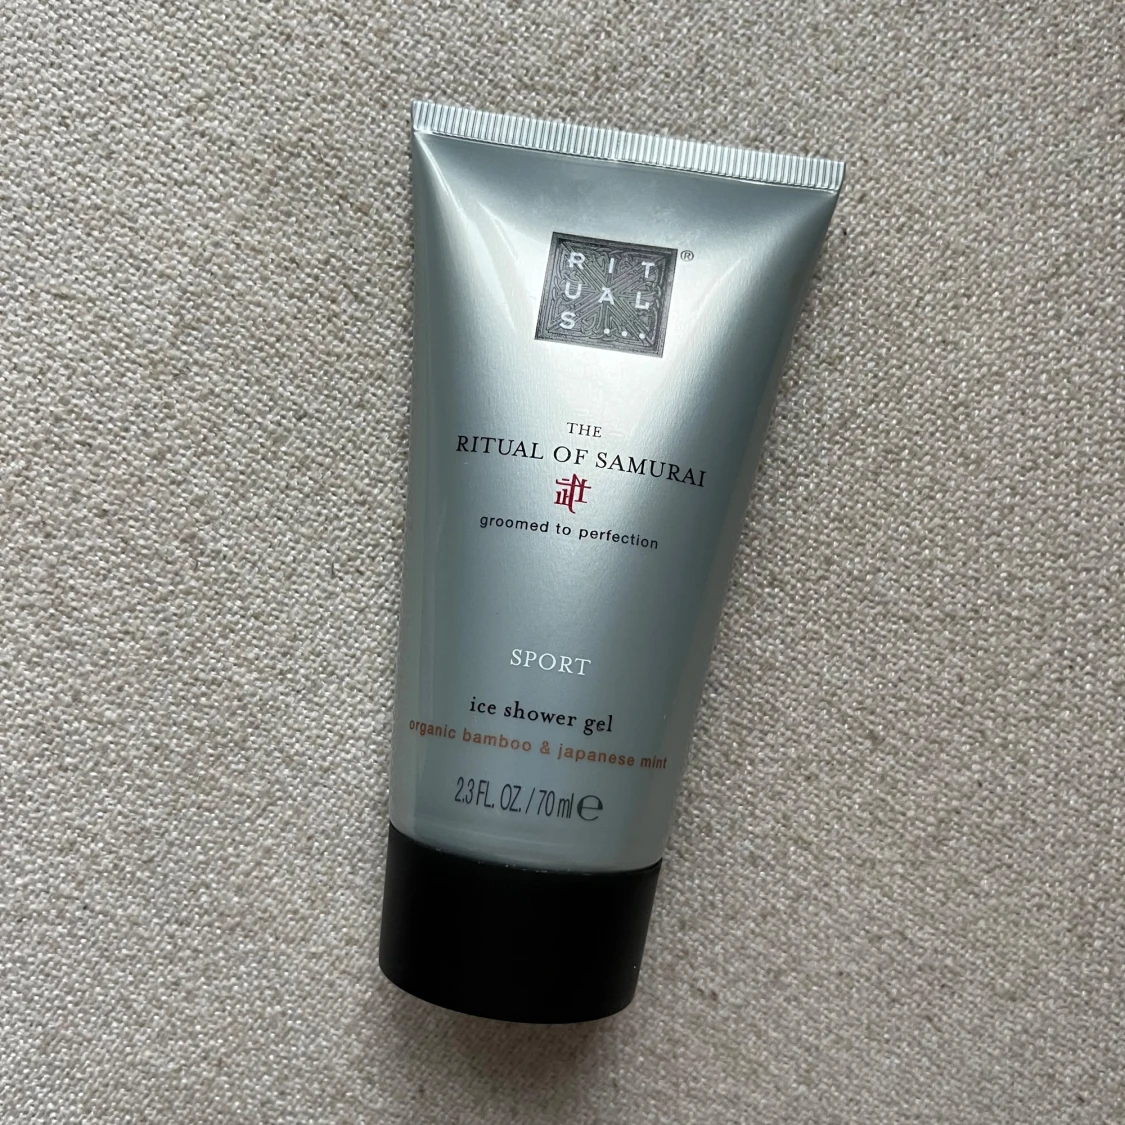 RIT
UAL
S...
®
THE
RITUAL OF SAMURAI
武
groomed to perfection
SPORT
ice shower gel
organic bamboo & japanese mint
2.3 FL. OZ. / 70 ml ℮